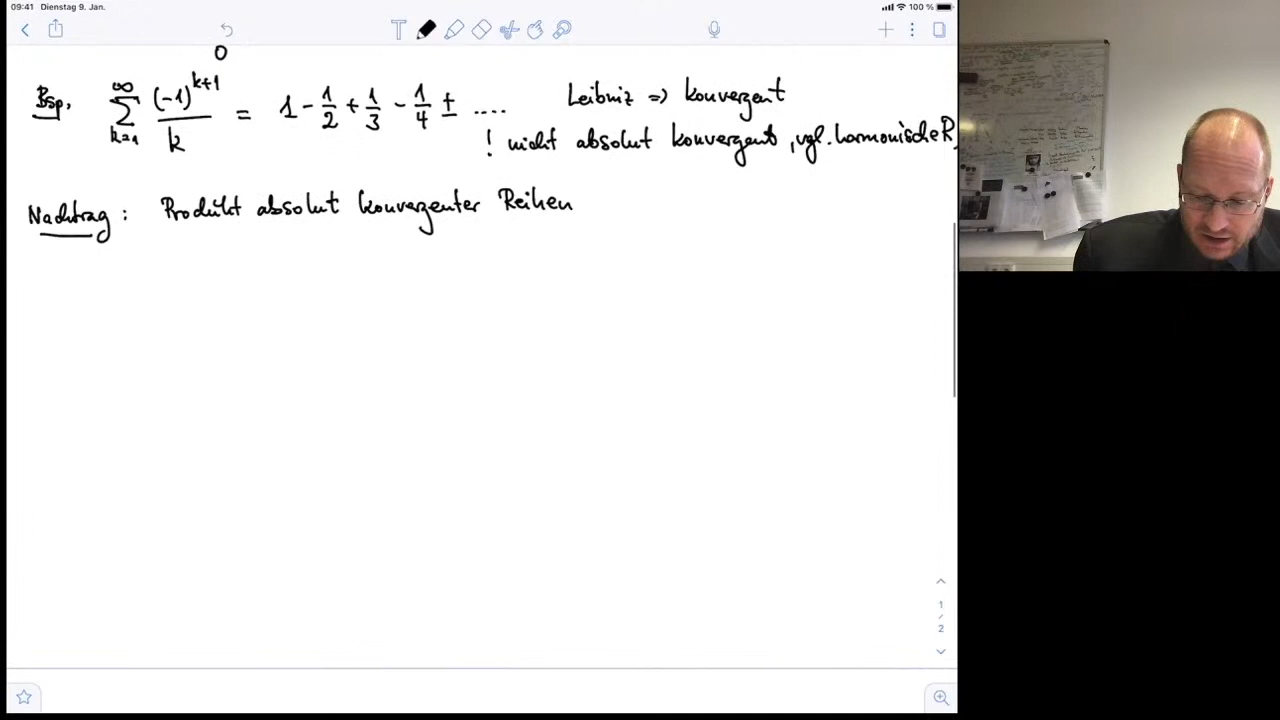 09:41 Dienstag 9. Jan.
100 %
T
0
Bsp. ∑_{k=1}^{∞} (-1)^{k+1}/k = 1 - 1/2 + 1/3 - 1/4 ± .... Leibniz => konvergent
! nicht absolut konvergent, vgl. harmonische R.
Nachtrag: Produkt absolut konvergenter Reihen
1
/
2